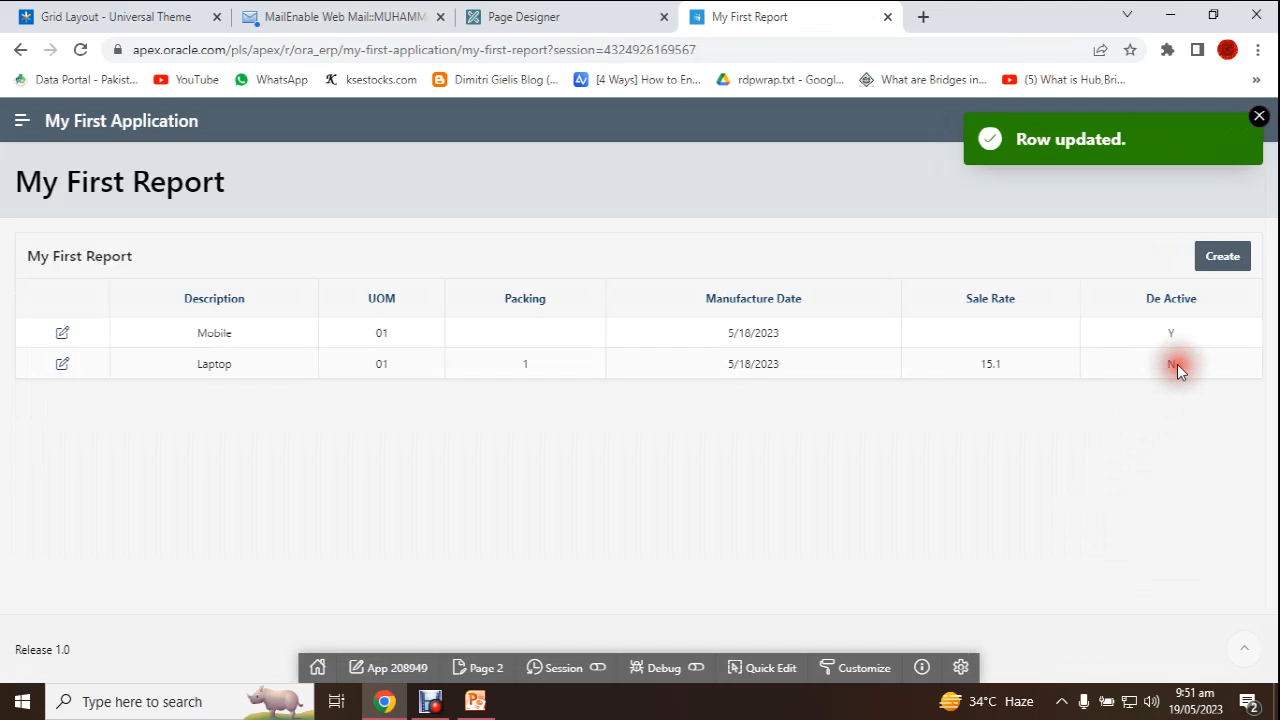 Grid Layout - Universal Theme
MailEnable Web Mail::MUHAMM
Page Designer
My First Report
apex.oracle.com/pls/apex/r/ora_erp/my-first-application/my-first-report?session=4324926169567
Data Portal - Pakist...
YouTube
WhatsApp
ksestocks.com
Dimitri Gielis Blog (...
[4 Ways] How to En...
rdpwrap.txt - Googl...
What are Bridges in...
(5) What is Hub,Bri...
»
My First Application
Row updated.
My First Report
My First Report
Create
Description UOM Packing Manufacture Date Sale Rate De Active
Mobile 01 5/18/2023 Y
Laptop 01 1 5/18/2023 15.1 N
Release 1.0
App 208949
Page 2
Session
Debug
Quick Edit
Customize
Type here to search
34°C Haze
9:51 am
19/05/2023
2